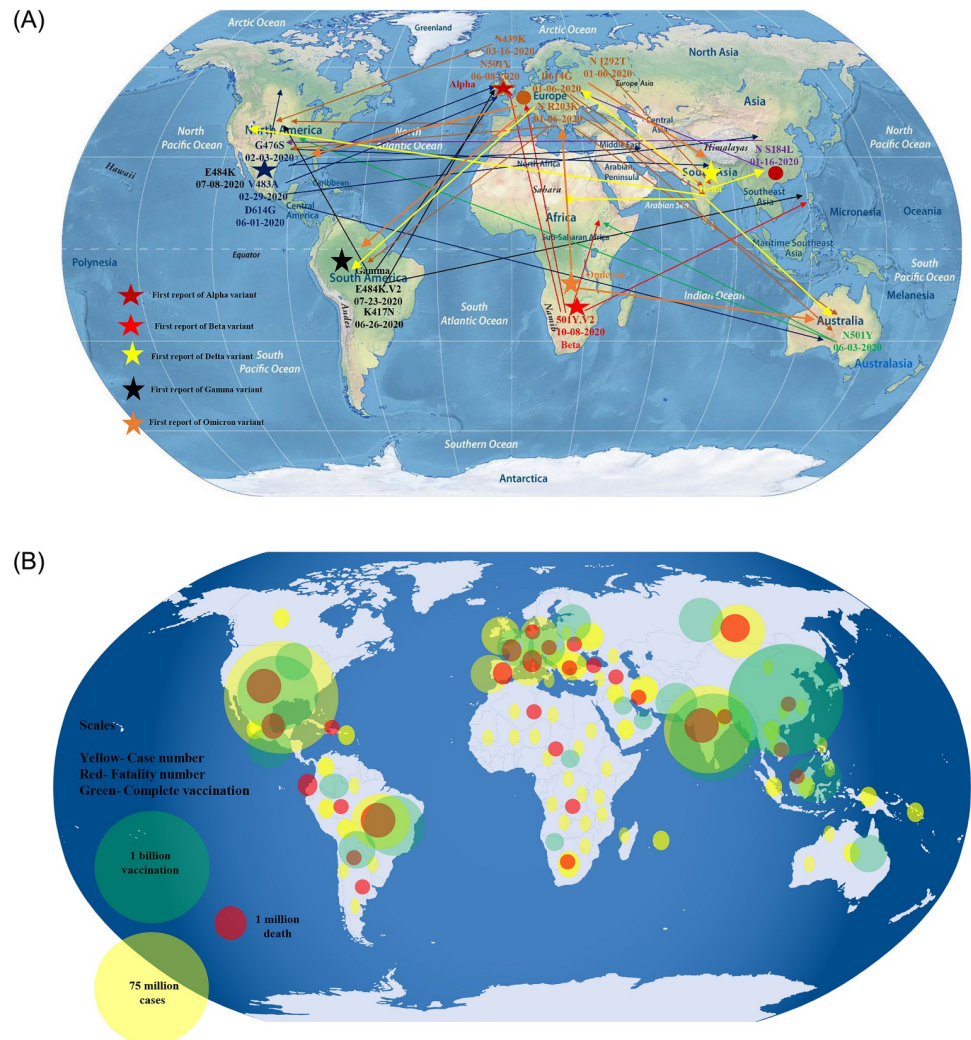 (A)
Arctic Ocean
Greenland
Arctic Ocean
N439K
03-16-2020
N501Y
06-08-2020
Alpha
D614G
01-06-2020
Europe
N R203K
01-06-2020
N I292T
01-06-2020
Europe Asia
North Asia
Asia
Central
Asia
North
Pacific Ocean
North America
G476S
02-03-2020
E484K
07-08-2020
V483A
02-29-2020
D614G
06-01-2020
Caribbean
Central
America
North
Atlantic Ocean
North Africa
Middle East
Arabian
Peninsula
Sahara
Africa
Sub-Saharan Africa
Arabian Sea
Himalayas
South Asia
Delta
N S184L
01-16-2020
Southeast
Asia
North
Pacific Ocean
Hawaii
Micronesia
Oceania
Maritime Southeast
Asia
Polynesia
Equator
Gamma
South America
E484K.V2
07-23-2020
K417N
06-26-2020
Andes
South
Atlantic Ocean
Omicron
Namib
501Y.V2
10-08-2020
Beta
Indian Ocean
South
Pacific Ocean
Melanesia
Australia
N501Y
06-03-2020
Australasia
South
Pacific Ocean
First report of Alpha variant
First report of Beta variant
First report of Delta variant
First report of Gamma variant
First report of Omicron variant
Southern Ocean
Antarctica
(B)
Scales
Yellow- Case number
Red- Fatality number
Green- Complete vaccination
1 billion
vaccination
1 million
death
75 million
cases